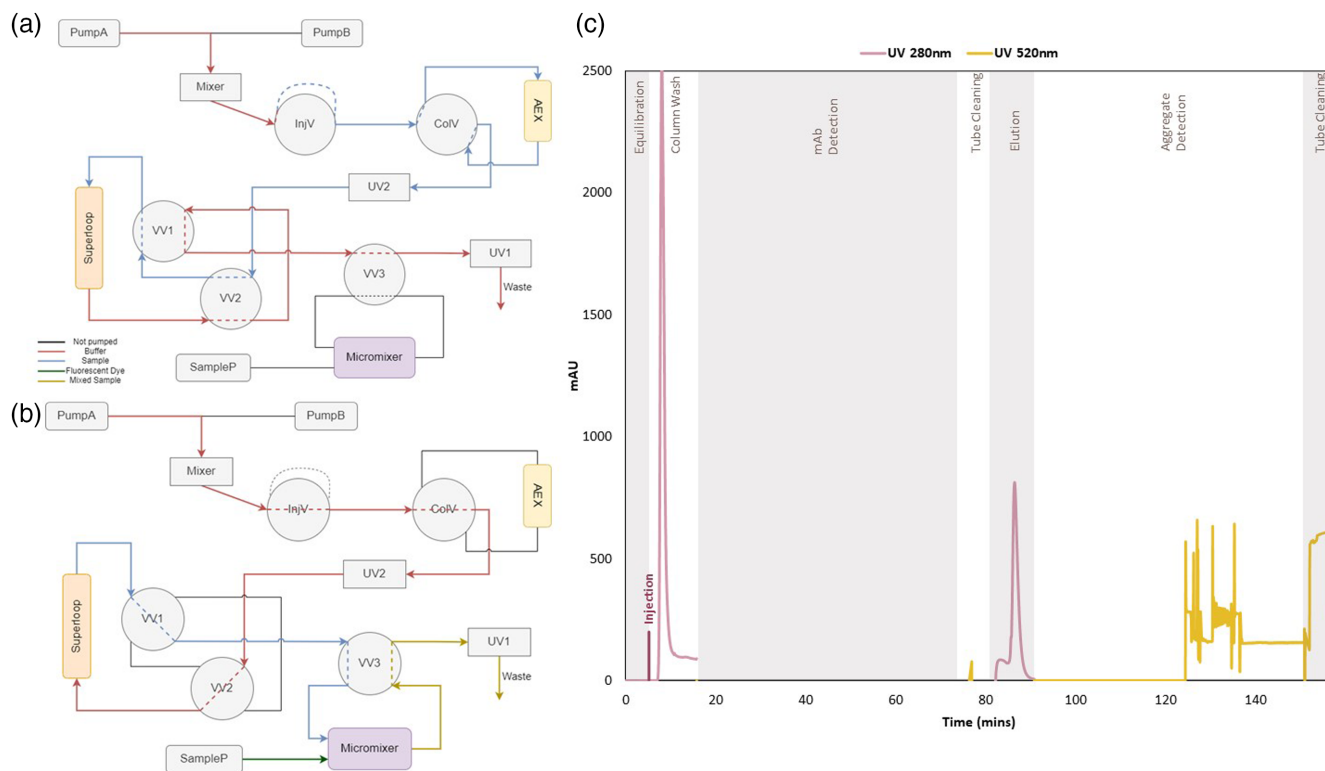 (a)
PumpA
PumpB
Mixer
InjV
ColV
AEX
UV2
Superloop
VV1
VV2
VV3
UV1
Waste
Not pumped
Buffer
Sample
Fluorescent Dye
Mixed Sample
SampleP
Micromixer
(b)
PumpA
PumpB
Mixer
InjV
ColV
AEX
UV2
Superloop
VV1
VV2
VV3
UV1
Waste
SampleP
Micromixer
(c)
UV 280nm
UV 520nm
mAU
2500
2000
1500
1000
500
0
Equilibration
Injection
Column Wash
mAb
Detection
Tube Cleaning
Elution
Aggregate
Detection
Tube Cleaning
0
20
40
60
80
100
120
140
Time (mins)